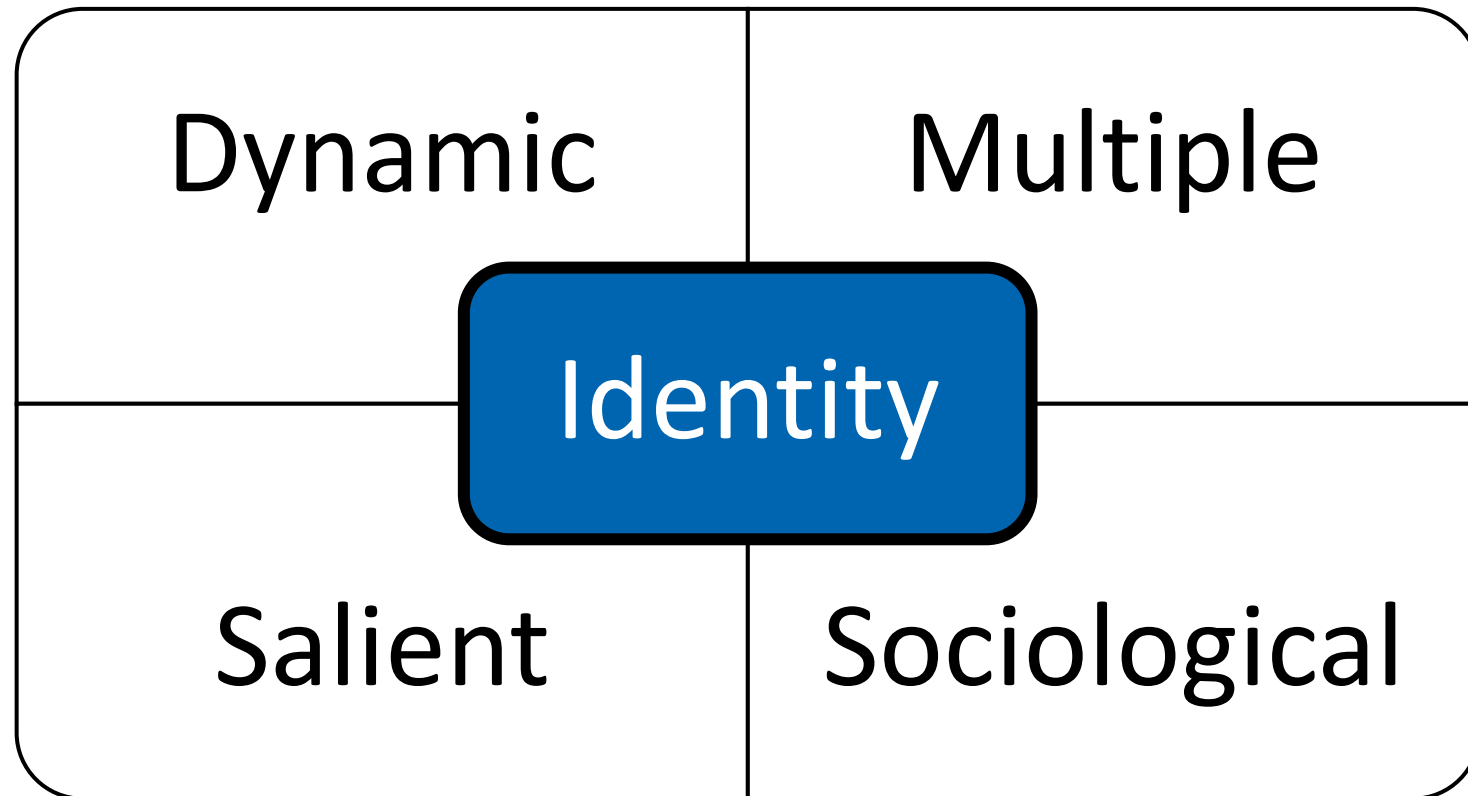 Dynamic
Multiple
Identity
Salient
Sociological